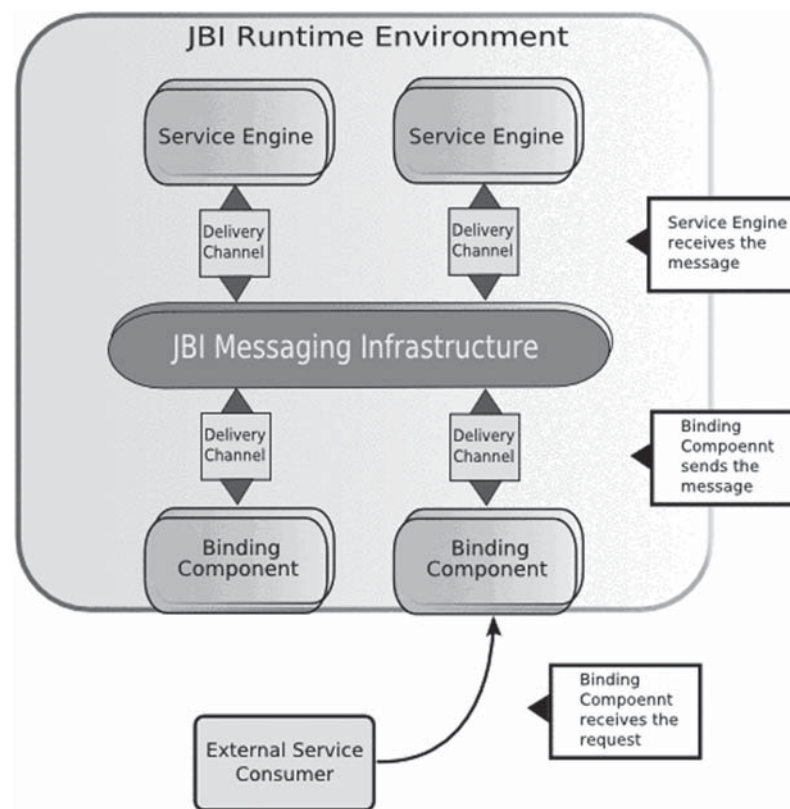 JBI Runtime Environment
Service Engine
Service Engine
Delivery
Channel
Delivery
Channel
Service Engine
receives the
message
JBI Messaging Infrastructure
Delivery
Channel
Delivery
Channel
Binding
Compoennt
sends the
message
Binding
Component
Binding
Component
Binding
Compoennt
receives the
request
External Service
Consumer